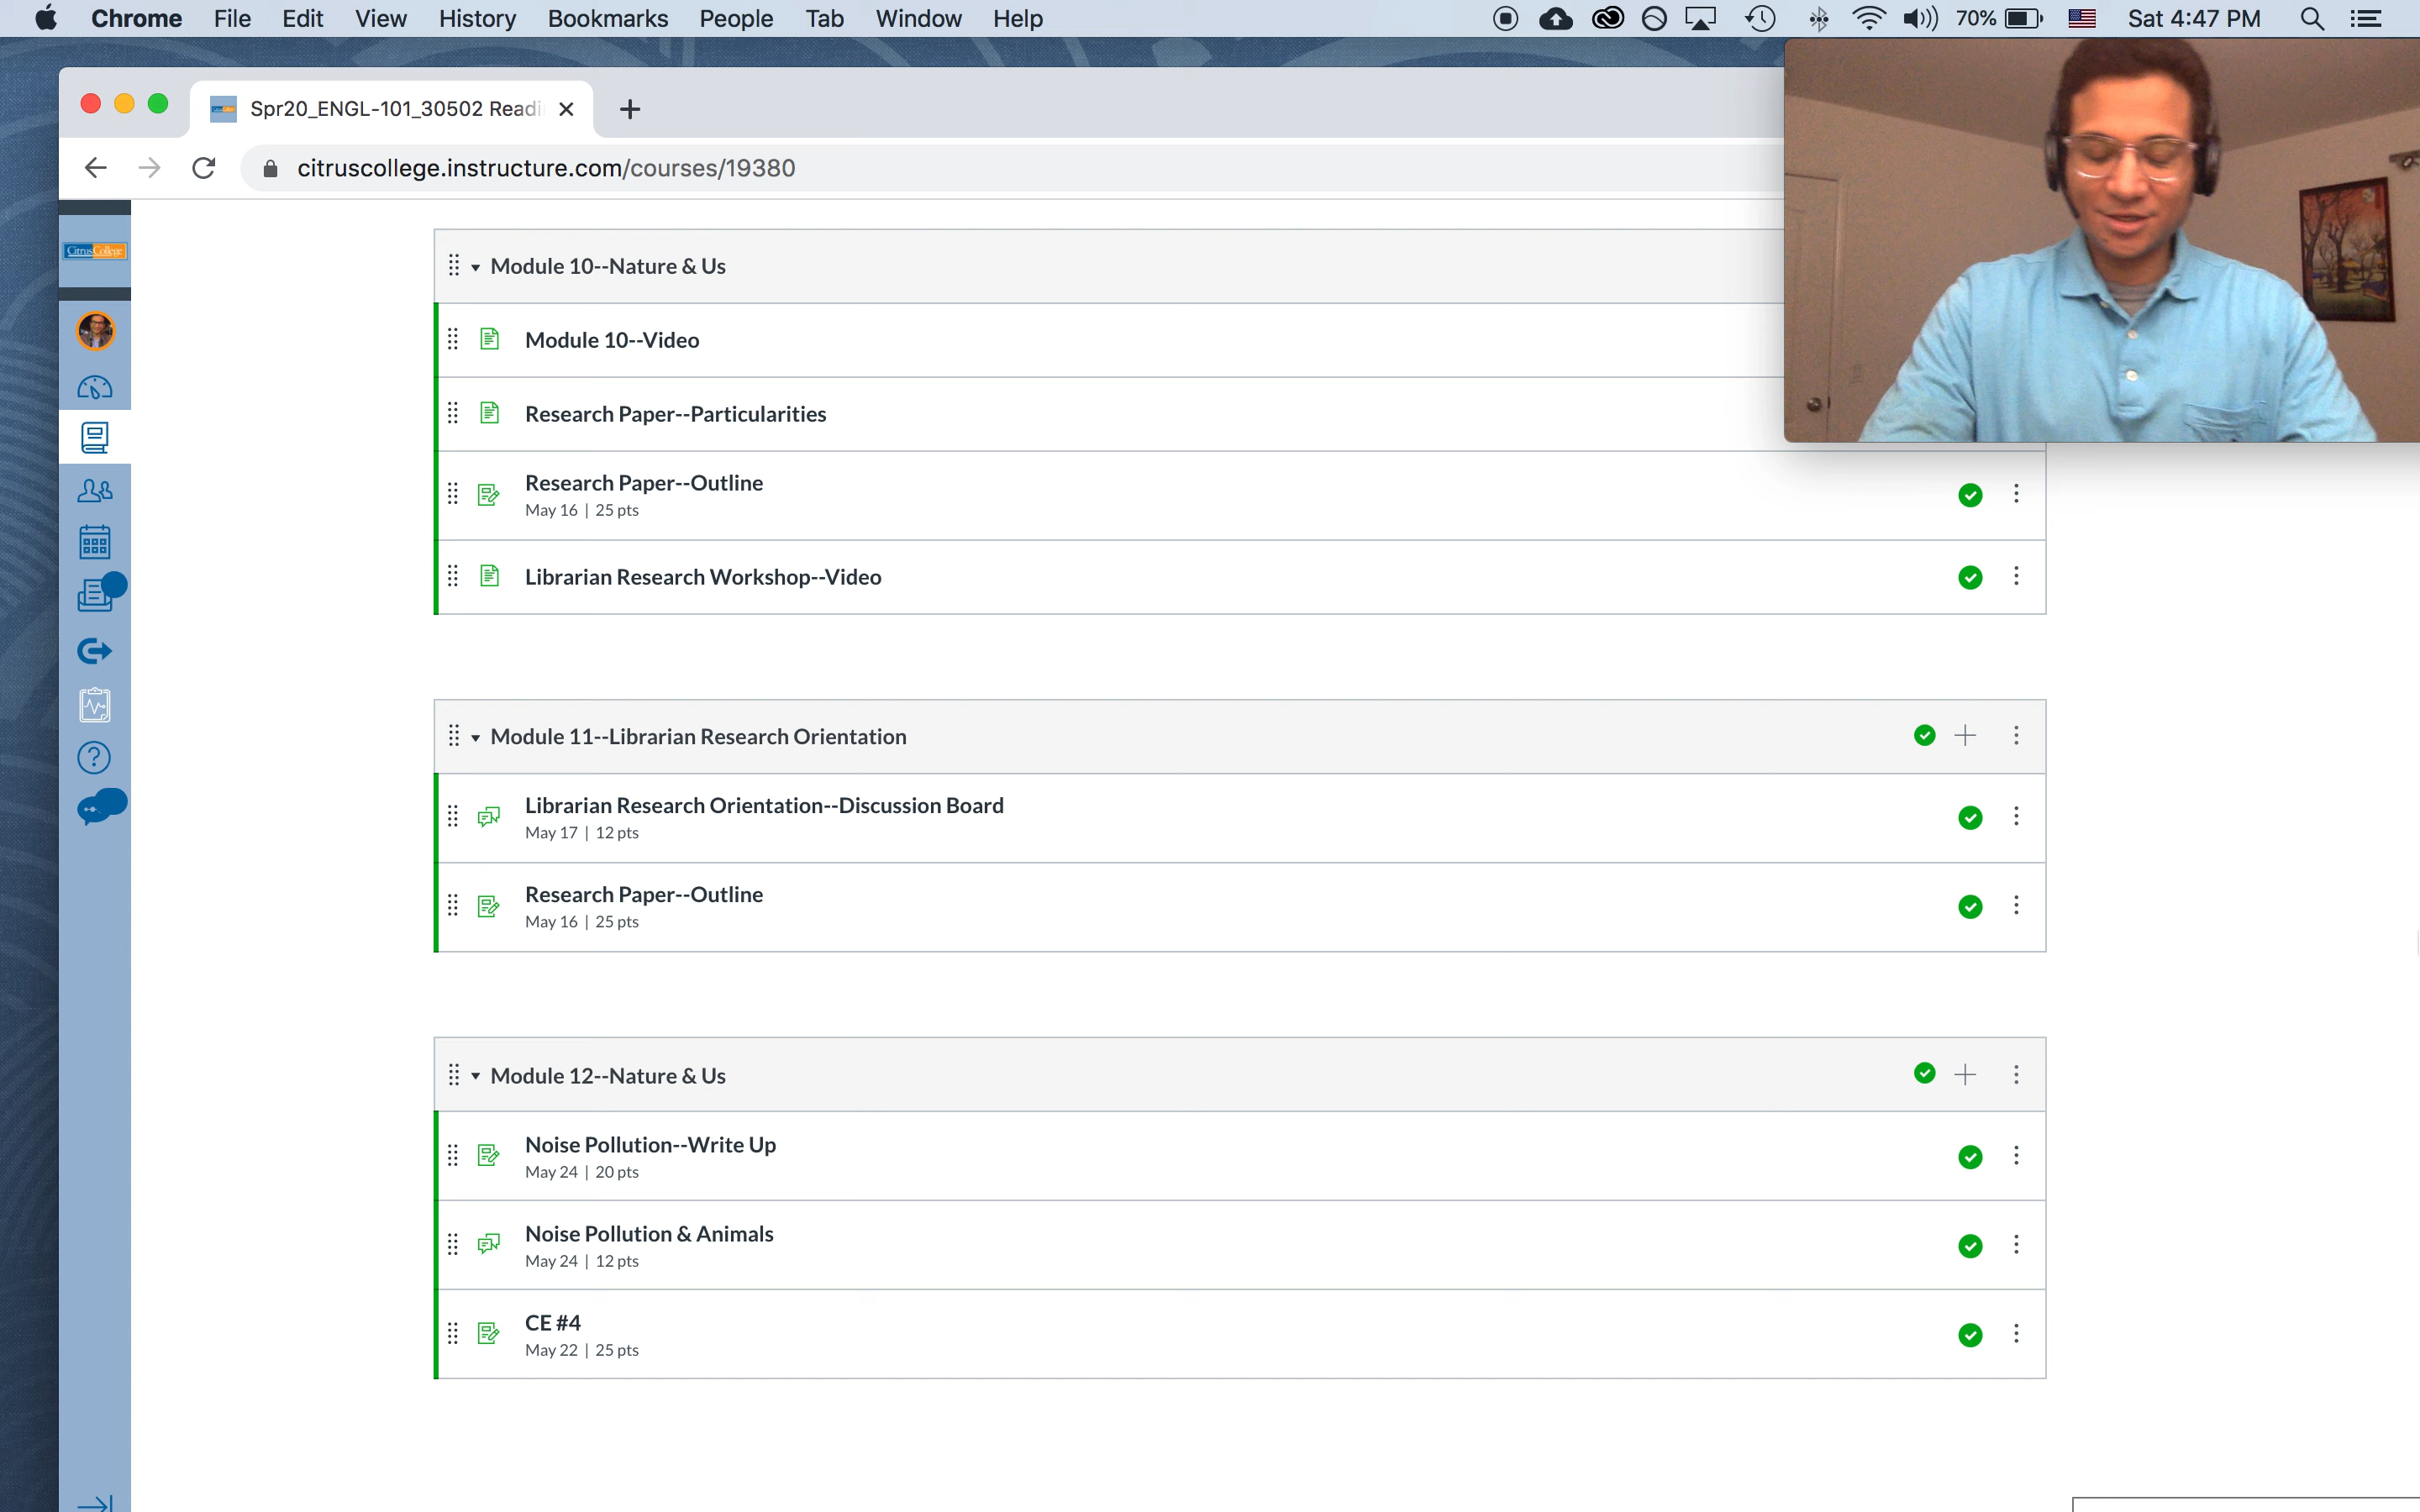 Chrome File Edit View History Bookmarks People Tab Window Help 70% Sat 4:47 PM
Spr20_ENGL-101_30502 Readi
citruscollege.instructure.com/courses/19380
CitrusCollege
Module 10--Nature & Us
Module 10--Video
Research Paper--Particularities
Research Paper--Outline
May 16 | 25 pts
Librarian Research Workshop--Video
Module 11--Librarian Research Orientation
Librarian Research Orientation--Discussion Board
May 17 | 12 pts
Research Paper--Outline
May 16 | 25 pts
Module 12--Nature & Us
Noise Pollution--Write Up
May 24 | 20 pts
Noise Pollution & Animals
May 24 | 12 pts
CE #4
May 22 | 25 pts